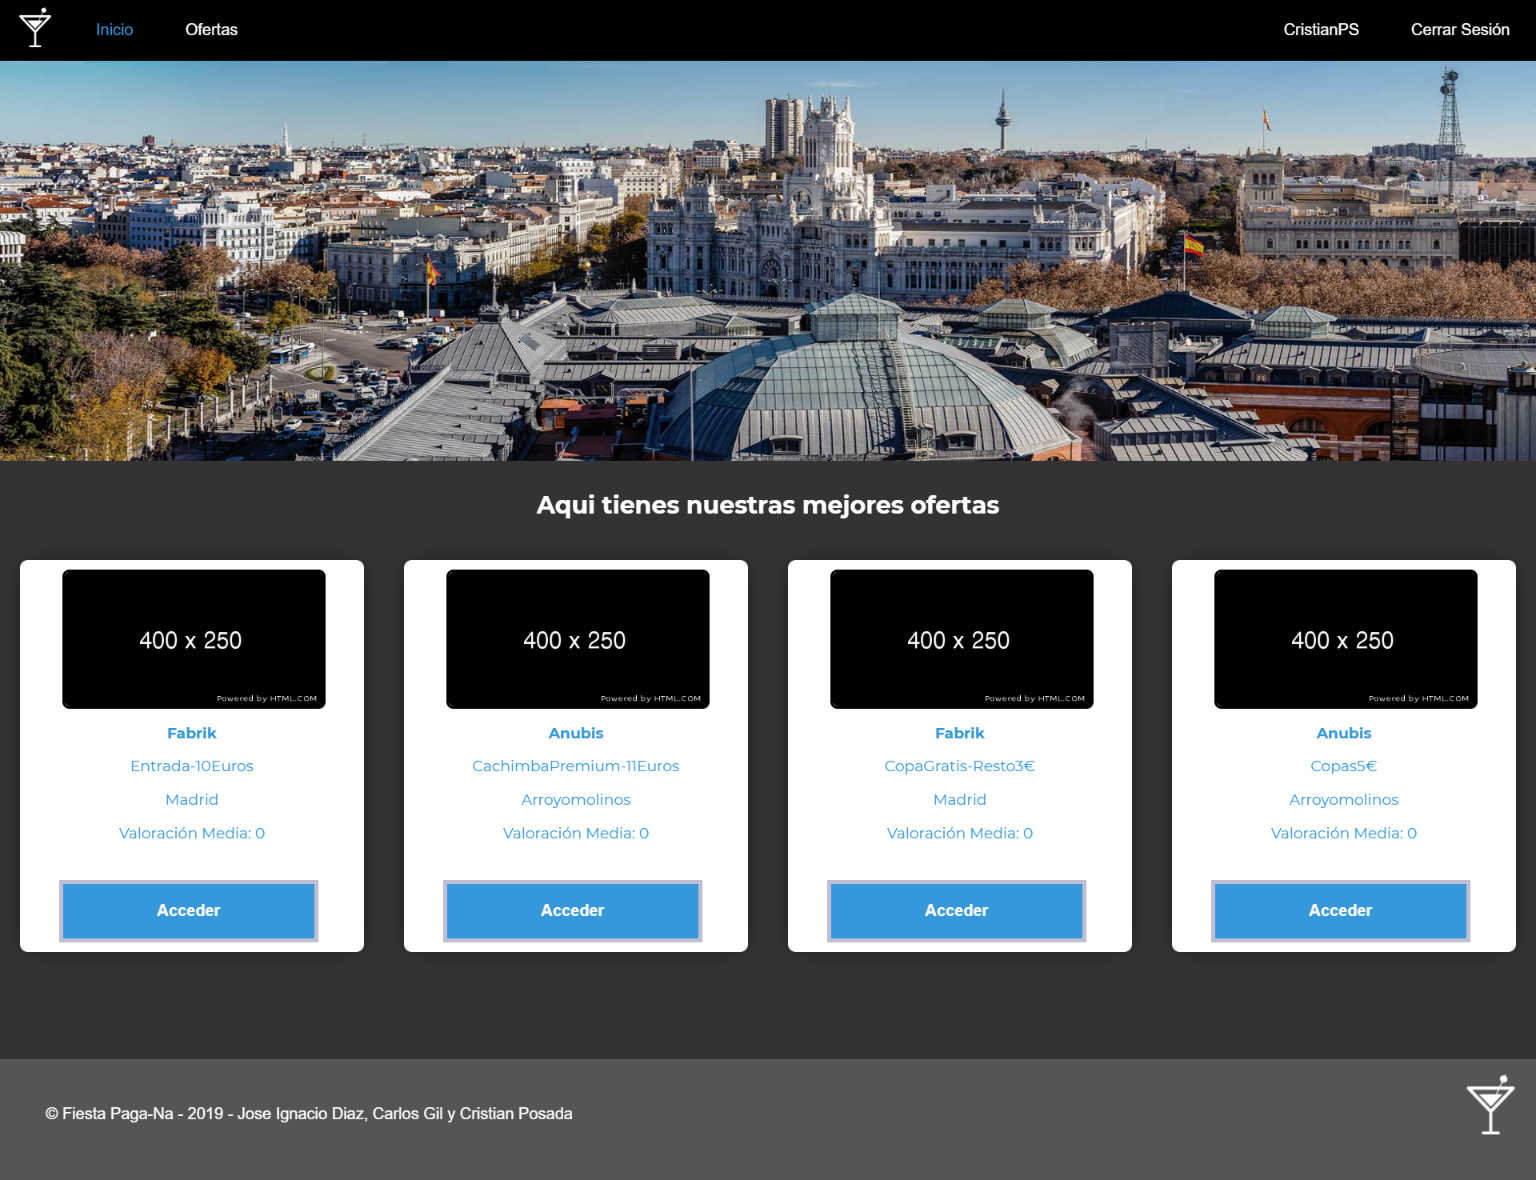 Inicio
Ofertas
CristianPS
Cerrar Sesión
Aqui tienes nuestras mejores ofertas
400 x 250
Powered by HTML.COM
Fabrik
Entrada-10Euros
Madrid
Valoración Media: 0
Acceder
400 x 250
Powered by HTML.COM
Anubis
CachimbaPremium-11Euros
Arroyomolinos
Valoración Media: 0
Acceder
400 x 250
Powered by HTML.COM
Fabrik
CopaGratis-Resto3€
Madrid
Valoración Media: 0
Acceder
400 x 250
Powered by HTML.COM
Anubis
Copas5€
Arroyomolinos
Valoración Media: 0
Acceder
© Fiesta Paga-Na - 2019 - Jose Ignacio Diaz, Carlos Gil y Cristian Posada